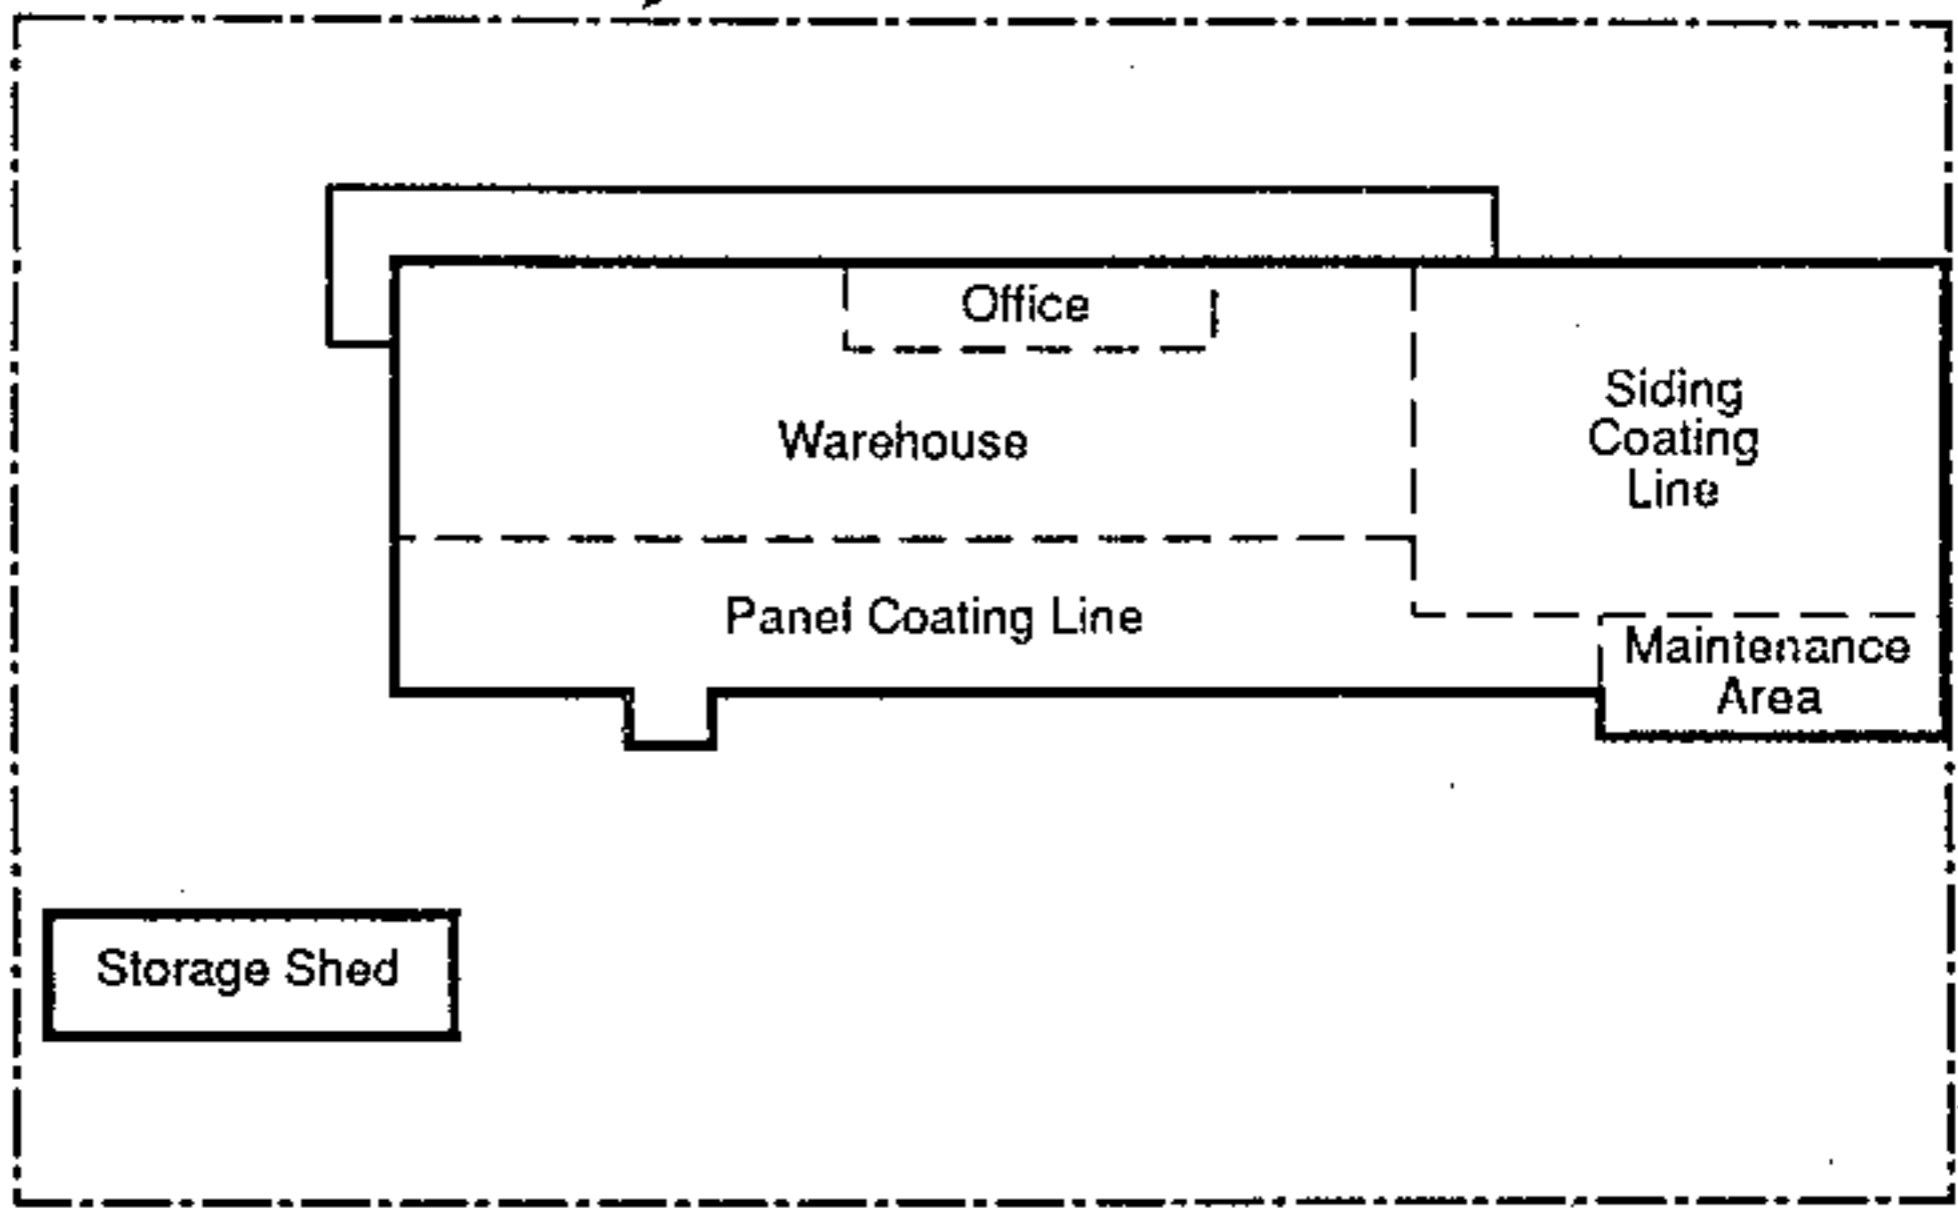 Office
Warehouse
Siding
Coating
Line
Panel Coating Line
Maintenance
Area
Storage Shed